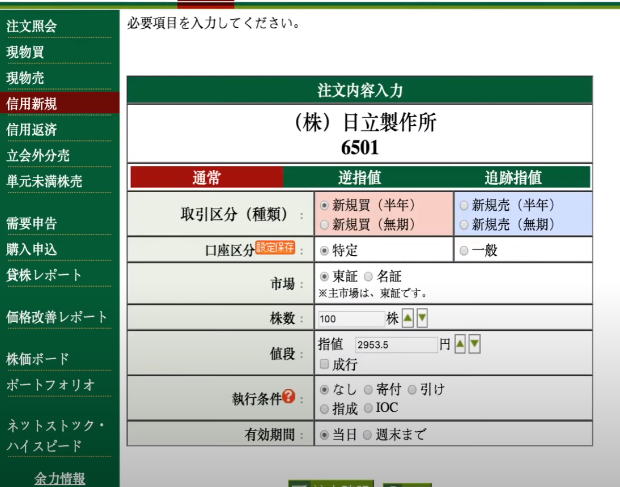 注文照会
現物買
現物売
信用新規
信用返済
立会外分売
単元未満株売
需要申告
購入申込
貸株レポート
価格改善レポート
株価ボード
ポートフォリオ
ネットストック・
ハイスピード
余力情報
必要項目を入力してください。
注文内容入力
（株）日立製作所
6501
通常 逆指値 追跡指値
取引区分（種類）:
新規買（半年） 新規売（半年）
新規買（無期） 新規売（無期）
口座区分 設定保存 : 特定 一般
市場: 東証 名証
※主市場は、東証です。
株数: 100 株
値段: 指値 2953.5 円
成行
執行条件?: なし 寄付 引け
指成 IOC
有効期間: 当日 週末まで